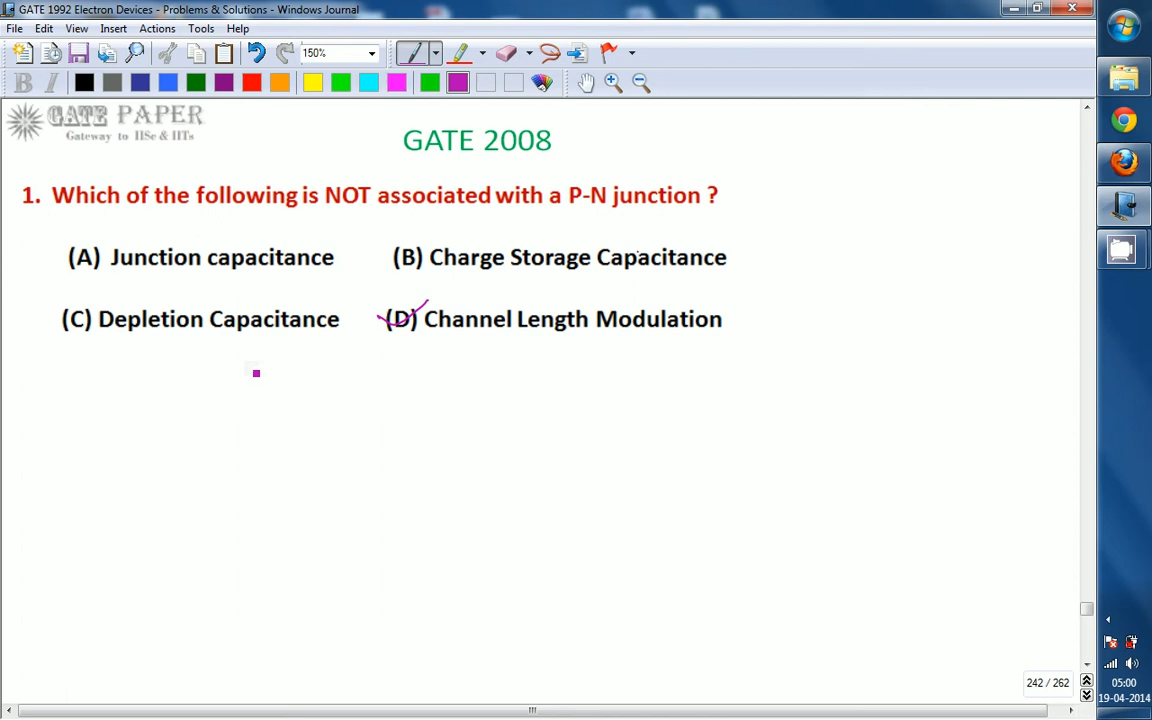 GATE 1992 Electron Devices - Problems & Solutions - Windows Journal
File Edit View Insert Actions Tools Help
150%
B I
GATE PAPER
Gateway to IISc & IITs
GATE 2008
1. Which of the following is NOT associated with a P-N junction ?
(A) Junction capacitance (B) Charge Storage Capacitance
(C) Depletion Capacitance (D) Channel Length Modulation
242 / 262
05:00
19-04-2014